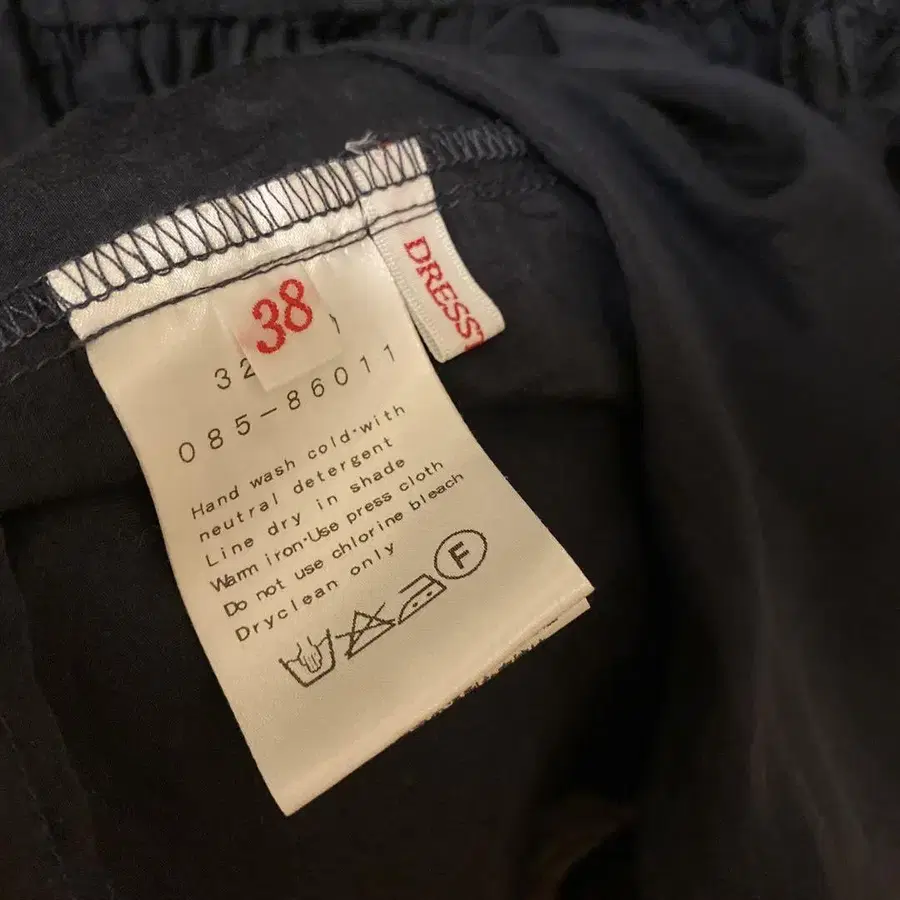 38
DRESST
32
085-86011
Hand wash cold·with
neutral detergent
Line dry in shade
Warm iron·Use press cloth
Do not use chlorine bleach
Dryclean only
F